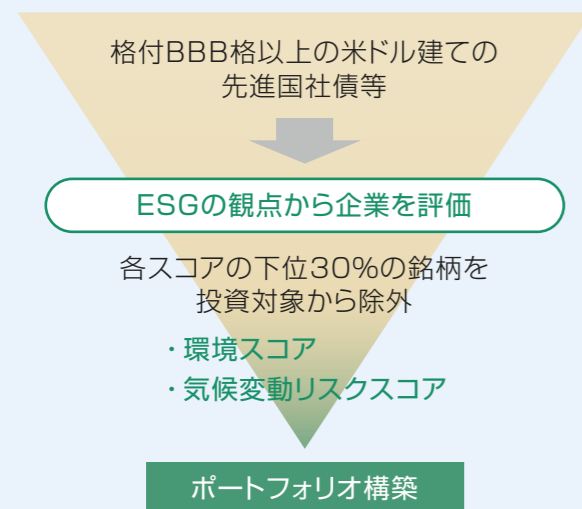 格付BBB格以上の米ドル建ての
先進国社債等
ESGの観点から企業を評価
各スコアの下位30%の銘柄を
投資対象から除外
・環境スコア
・気候変動リスクスコア
ポートフォリオ構築